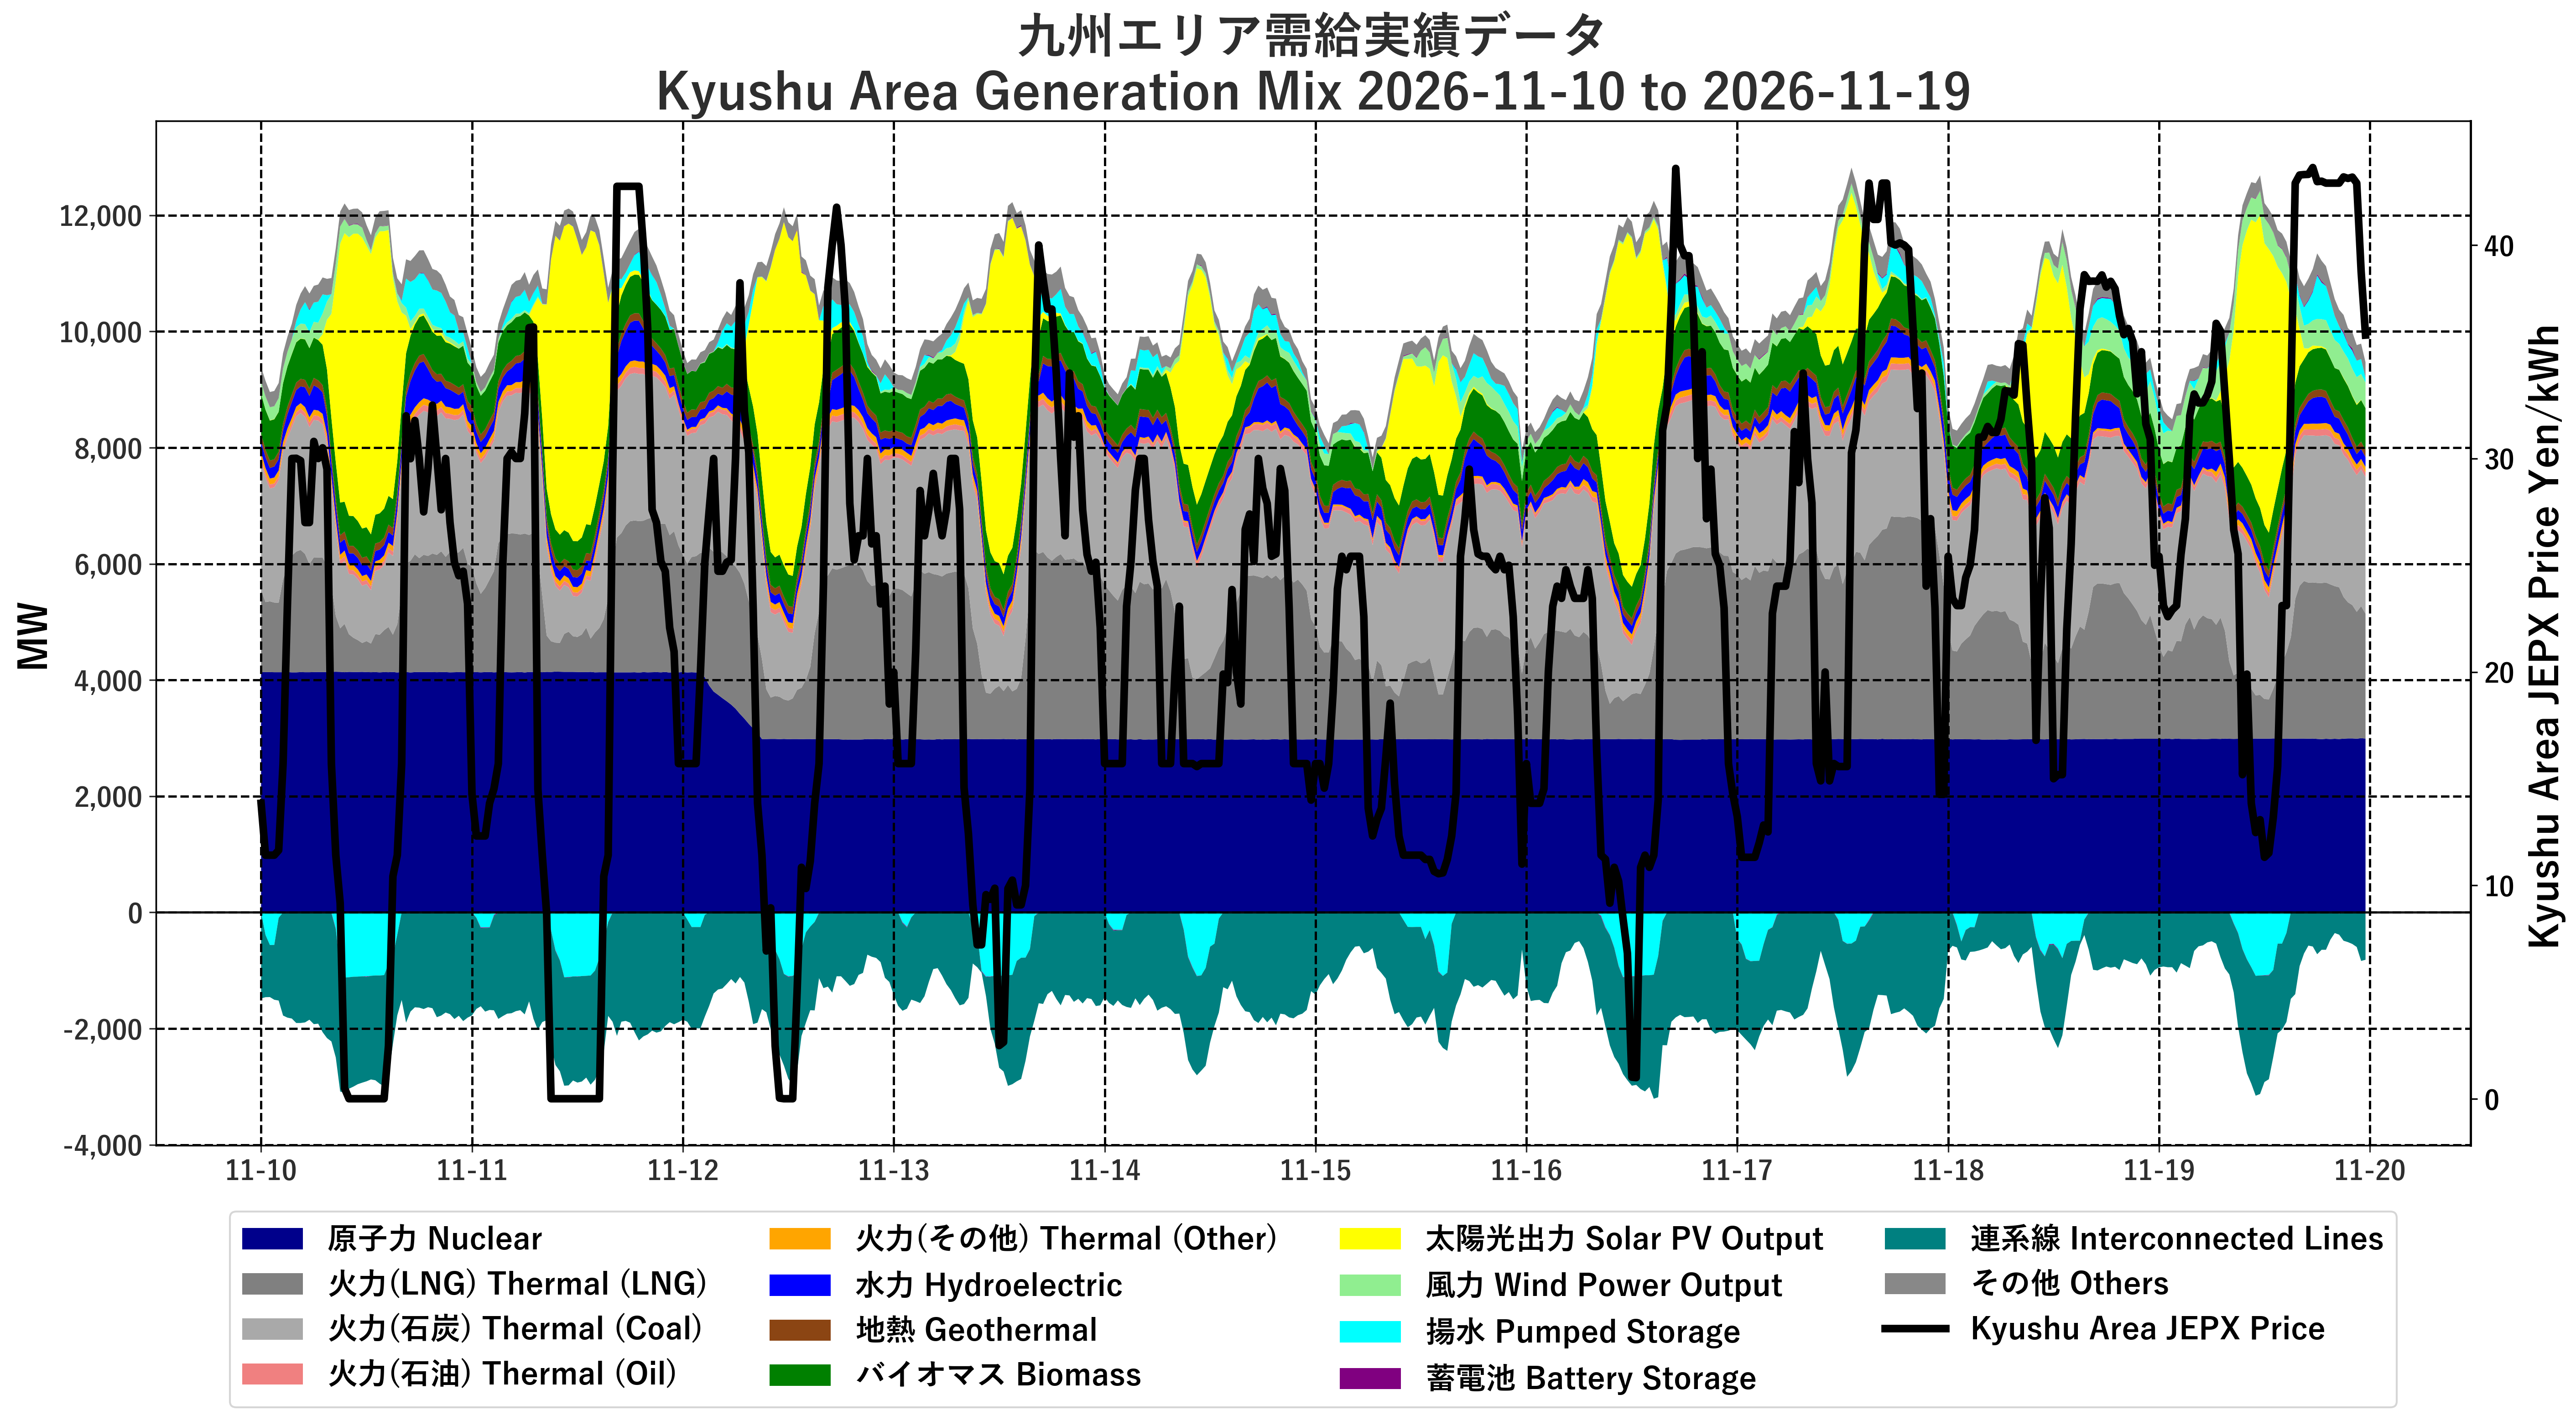 九州エリア需給実績データ
Kyushu Area Generation Mix 2026-11-10 to 2026-11-19
MW
12,000
10,000
8,000
6,000
4,000
2,000
0
-2,000
-4,000
40
30
20
10
0
Kyushu Area JEPX Price Yen/kWh
11-10 11-11 11-12 11-13 11-14 11-15 11-16 11-17 11-18 11-19 11-20
原子力 Nuclear
火力(LNG) Thermal (LNG)
火力(石炭) Thermal (Coal)
火力(石油) Thermal (Oil)
火力(その他) Thermal (Other)
水力 Hydroelectric
地熱 Geothermal
バイオマス Biomass
太陽光出力 Solar PV Output
風力 Wind Power Output
揚水 Pumped Storage
蓄電池 Battery Storage
連系線 Interconnected Lines
その他 Others
Kyushu Area JEPX Price